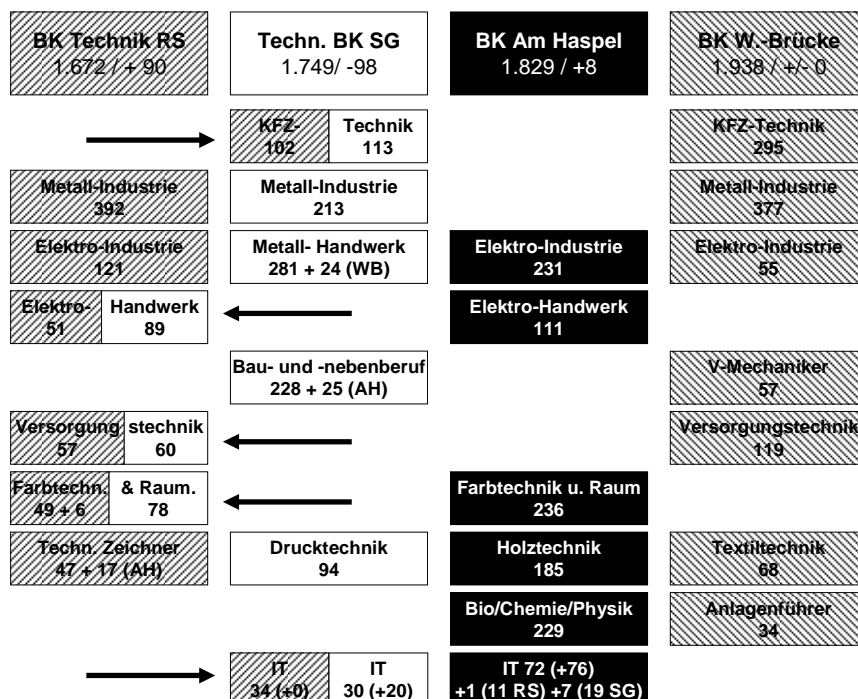 BK Technik RS
1.672 / + 90
Techn. BK SG
1.749/ -98
BK Am Haspel
1.829 / +8
BK W.-Brücke
1.938 / +/- 0
KFZ-
102
Technik
113
KFZ-Technik
295
Metall-Industrie
392
Metall-Industrie
213
Metall-Industrie
377
Elektro-Industrie
121
Metall- Handwerk
281 + 24 (WB)
Elektro-Industrie
231
Elektro-Industrie
55
Elektro-
51
Handwerk
89
Elektro-Handwerk
111
Bau- und -nebenberuf
228 + 25 (AH)
V-Mechaniker
57
Versorgung
57
stechnik
60
Versorgungstechnik
119
Farbtechn.
49 + 6
& Raum.
78
Farbtechnik u. Raum
236
Techn. Zeichner
47 + 17 (AH)
Drucktechnik
94
Holztechnik
185
Textiltechnik
68
Bio/Chemie/Physik
229
Anlagenführer
34
IT
34 (+0)
IT
30 (+20)
IT 72 (+76)
+1 (11 RS) +7 (19 SG)